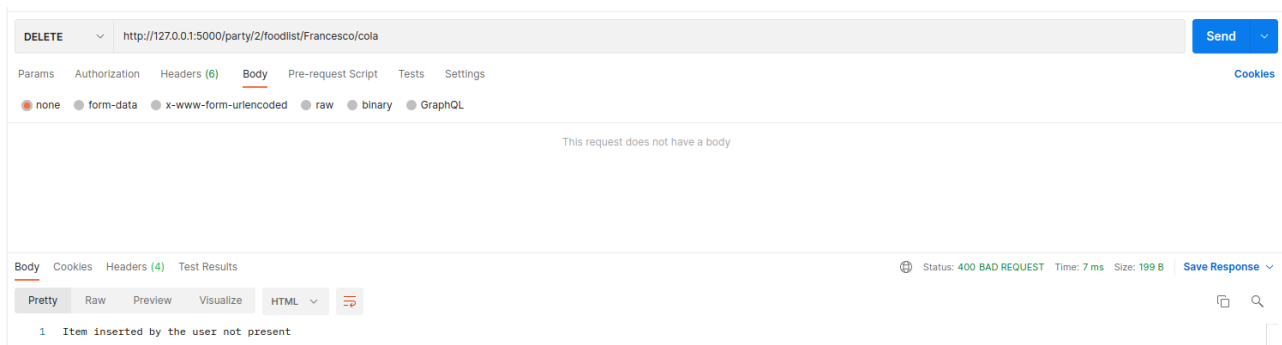 DELETE http://127.0.0.1:5000/party/2/foodlist/Francesco/cola Send
Params Authorization Headers (6) Body Pre-request Script Tests Settings Cookies
none form-data x-www-form-urlencoded raw binary GraphQL
This request does not have a body
Body Cookies Headers (4) Test Results Status: 400 BAD REQUEST Time: 7 ms Size: 199 B Save Response
Pretty Raw Preview Visualize HTML
1 Item inserted by the user not present